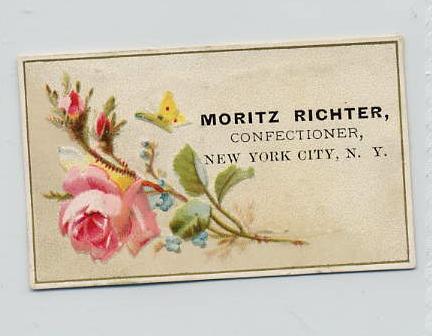 MORITZ RICHTER,
CONFECTIONER,
NEW YORK CITY, N. Y.